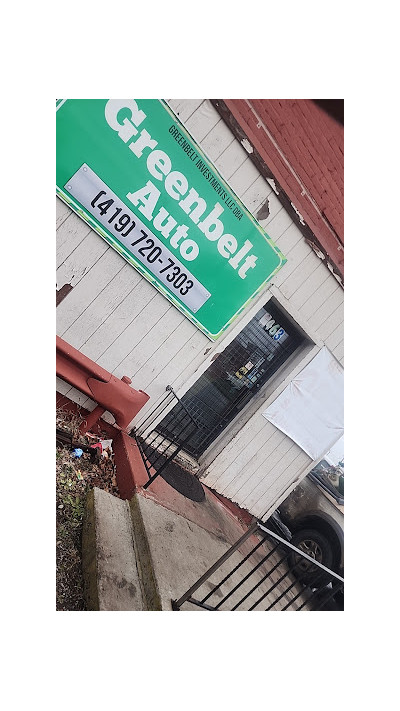 GREENBELT INVESTMENTS LLC DBA
Greenbelt
Auto
(419) 720-7303